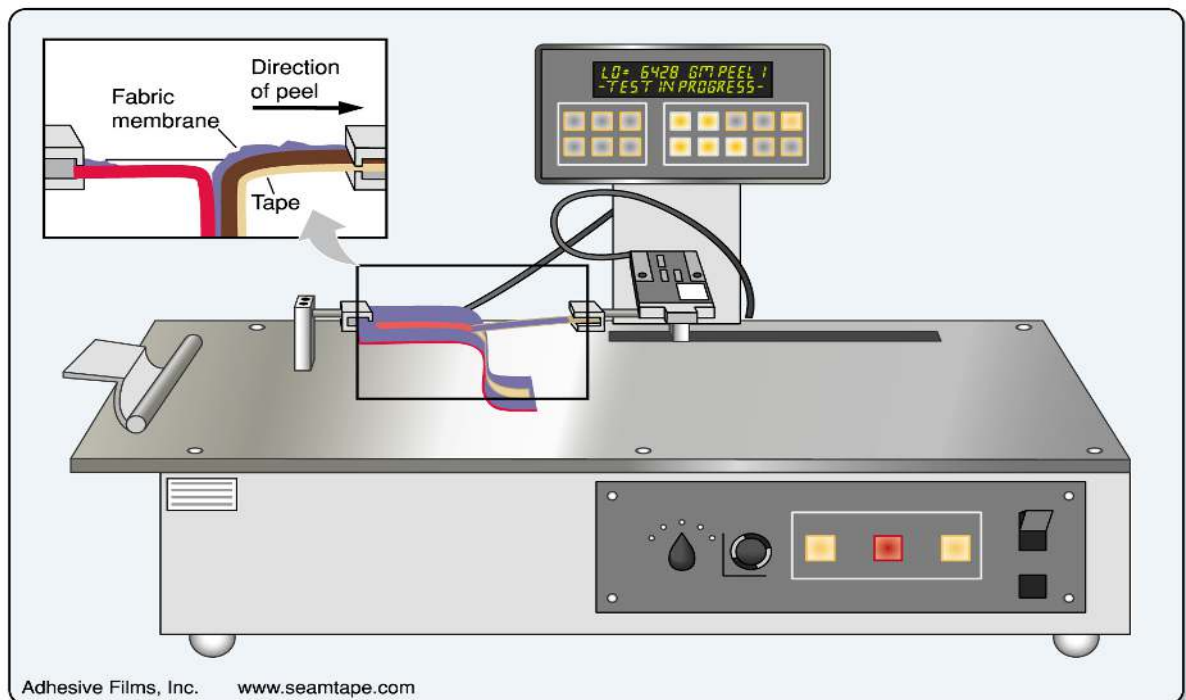 Direction
of peel
Fabric
membrane
Tape
LO= 6428 GM PEEL 1
-TEST IN PROGRESS-
Adhesive Films, Inc. www.seamtape.com